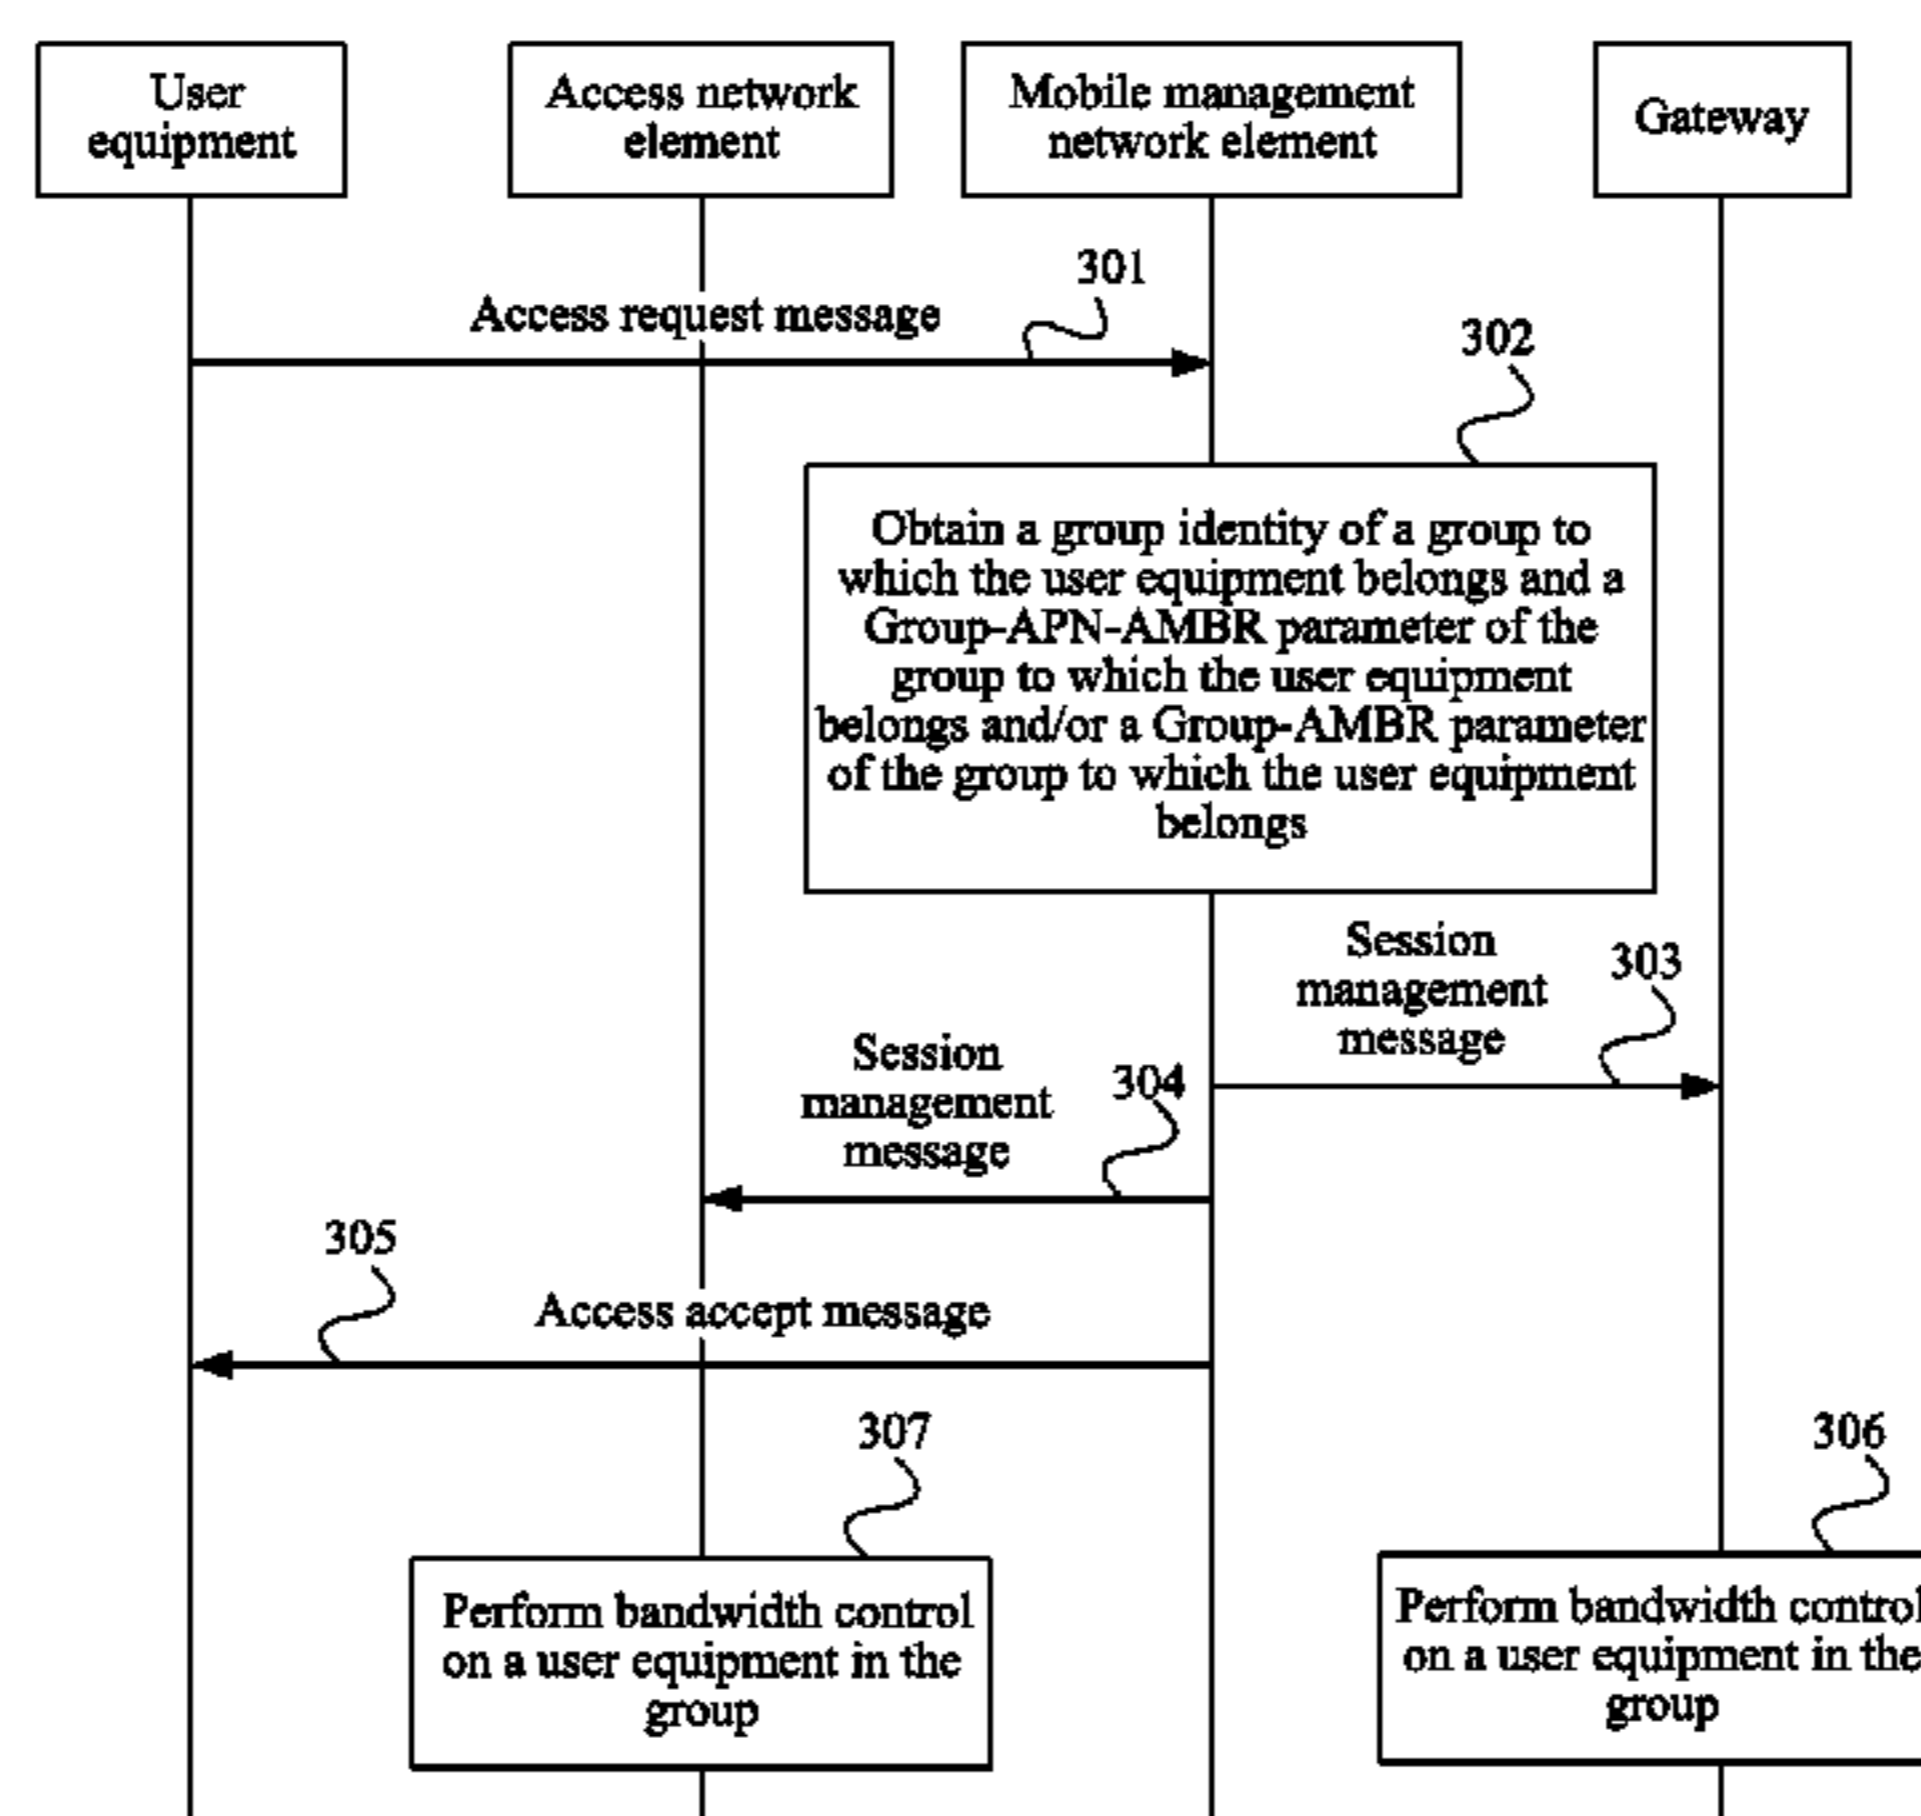 User
equipment
Access network
element
Mobile management
network element
Gateway
301
Access request message
302
Obtain a group identity of a group to
which the user equipment belongs and a
Group-APN-AMBR parameter of the
group to which the user equipment
belongs and/or a Group-AMBR parameter
of the group to which the user equipment
belongs
Session
management
message
303
Session
management
message
304
305
Access accept message
307
306
Perform bandwidth control
on a user equipment in the
group
Perform bandwidth control
on a user equipment in the
group